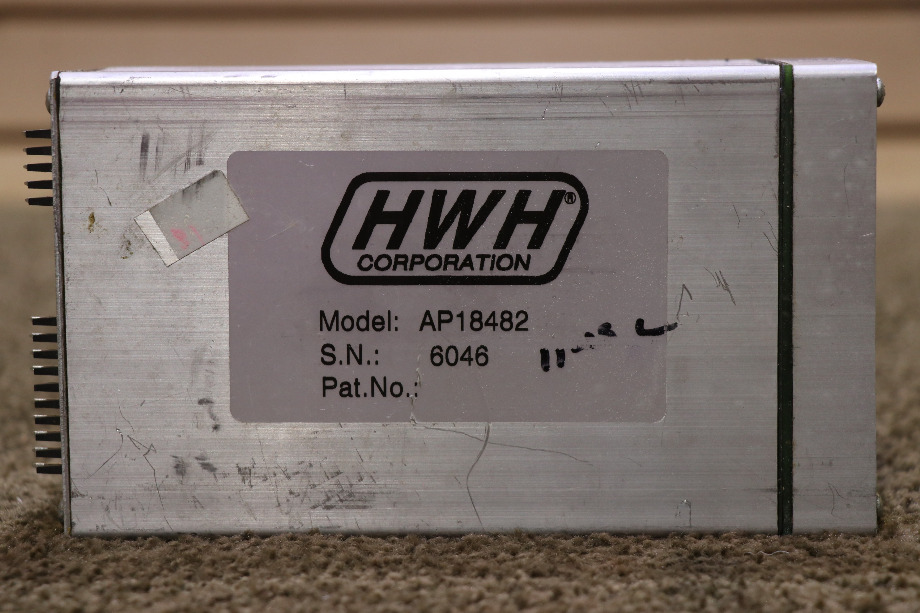 HWH®
CORPORATION
Model: AP18482
S.N.: 6046
Pat.No.: